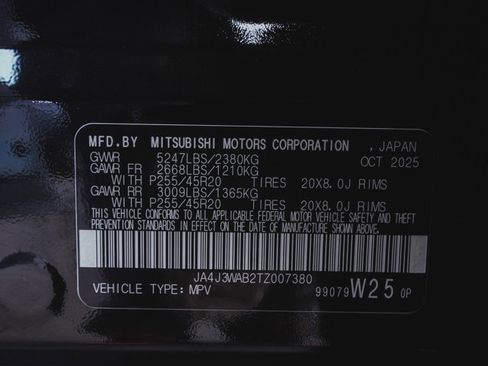 MFD.BY MITSUBISHI MOTORS CORPORATION , JAPAN
GVWR 5247LBS/2380KG OCT 2025
GAWR FR 2668LBS/1210KG
WITH P255/45R20 TIRES 20X8.0J RIMS
GAWR RR 3009LBS/1365KG
WITH P255/45R20 TIRES 20X8.0J RIMS
THIS VEHICLE CONFORMS TO ALL APPLICABLE FEDERAL MOTOR VEHICLE SAFETY AND THEFT
PREVENTION STANDARDS IN EFFECT ON THE DATE OF MANUFACTURE SHOWN ABOVE.
JA4J3WAB2TZ007380
VEHICLE TYPE: MPV 99079 W25 0P